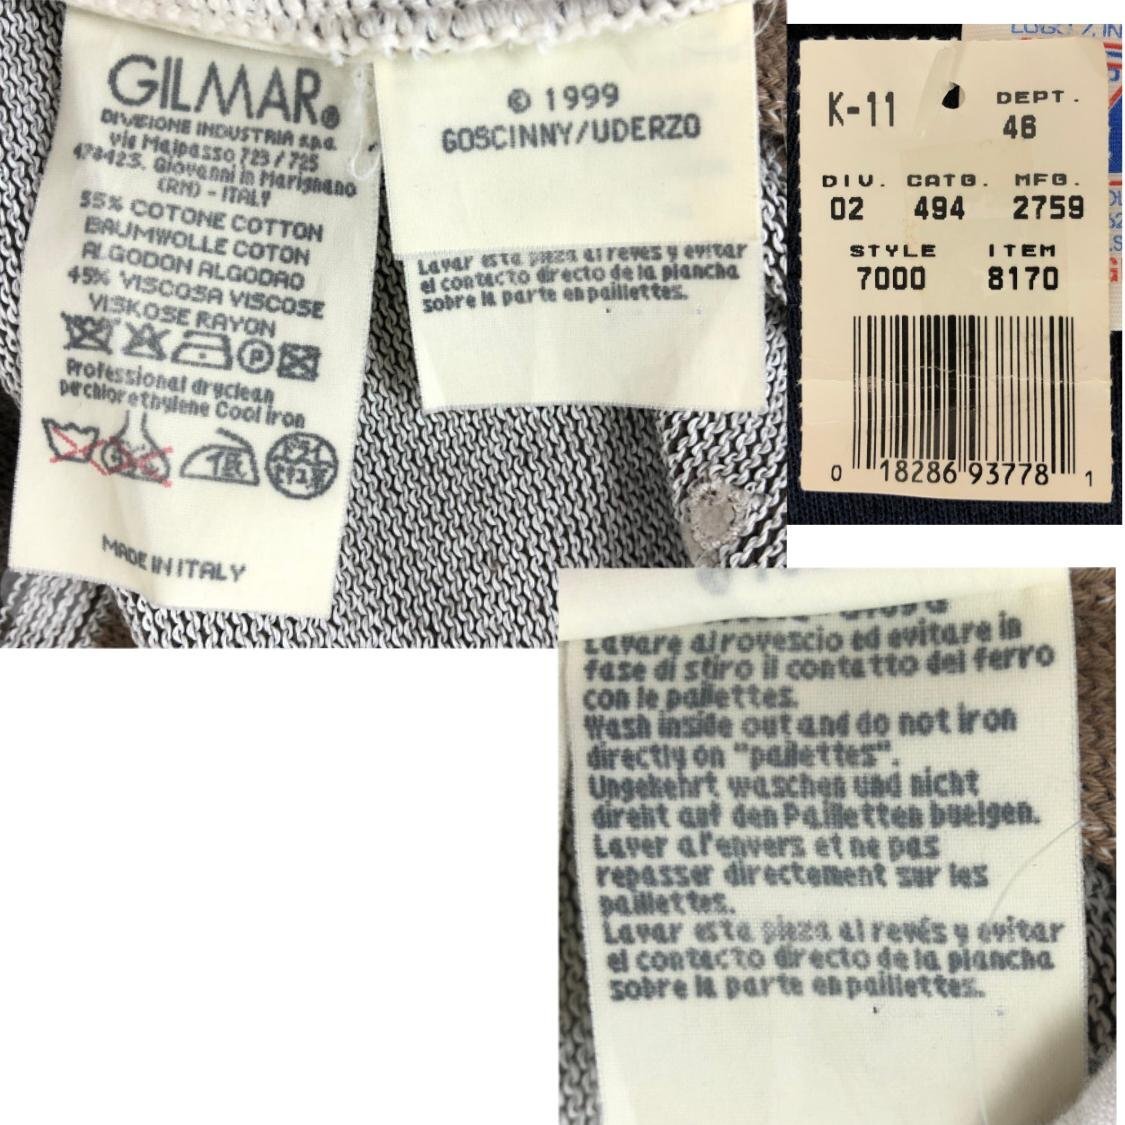 GILMAR®
DIVISIONE INDUSTRIA s.p.a.
via Malpasso 723/725
47842 S. Giovanni in Marignano
(RN) - ITALY
55% COTONE COTTON
BAUMWOLLE COTON
ALGODON ALGODAO
45% VISCOSA VISCOSE
VISKOSE RAYON
P
Professional dryclean
perchlorethylene Cool iron
低
MADE IN ITALY
© 1999
GOSCINNY/UDERZO
Lavar esta pieza al reves y evitar
el contacto directo de la plancha
sobre la parte en paillettes.
K-11
DEPT.
46
DIV. CATG. MFG.
02 494 2759
STYLE ITEM
7000 8170
0 18286 93778 1
Lavare al rovescio ed evitare in
fase di stiro il contatto del ferro
con le paillettes.
Wash inside out and do not iron
directly on "paillettes".
Ungekehrt waschen und nicht
direkt auf den Pailletten buelgen.
Laver a l'envers et ne pas
repasser directement sur les
paillettes.
Lavar esta pieza al revés y evitar
el contacto directo de la plancha
sobre la parte en paillettes.